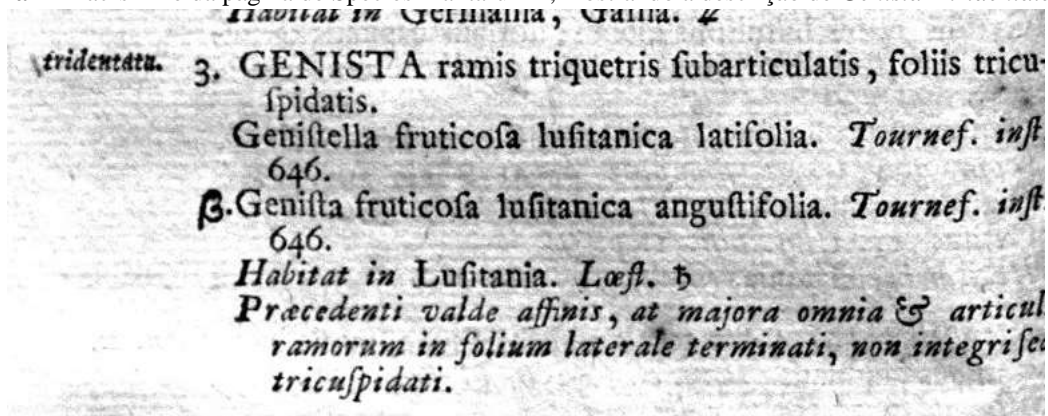 Habitat in Germania, Gallia. ♃
tridentata. 3. GENISTA ramis triquetris ſubarticulatis, foliis tricu-
ſpidatis.
Geniſtella fruticoſa luſitanica latifolia. Tournef. inſt.
646.
β. Geniſta fruticoſa luſitanica anguſtifolia. Tournef. inſt.
646.
Habitat in Luſitania. Lœfl. ♄
Præcedenti valde affinis, at majora omnia & articul
ramorum in folium laterale terminati, non integri ſed
tricuſpidati.